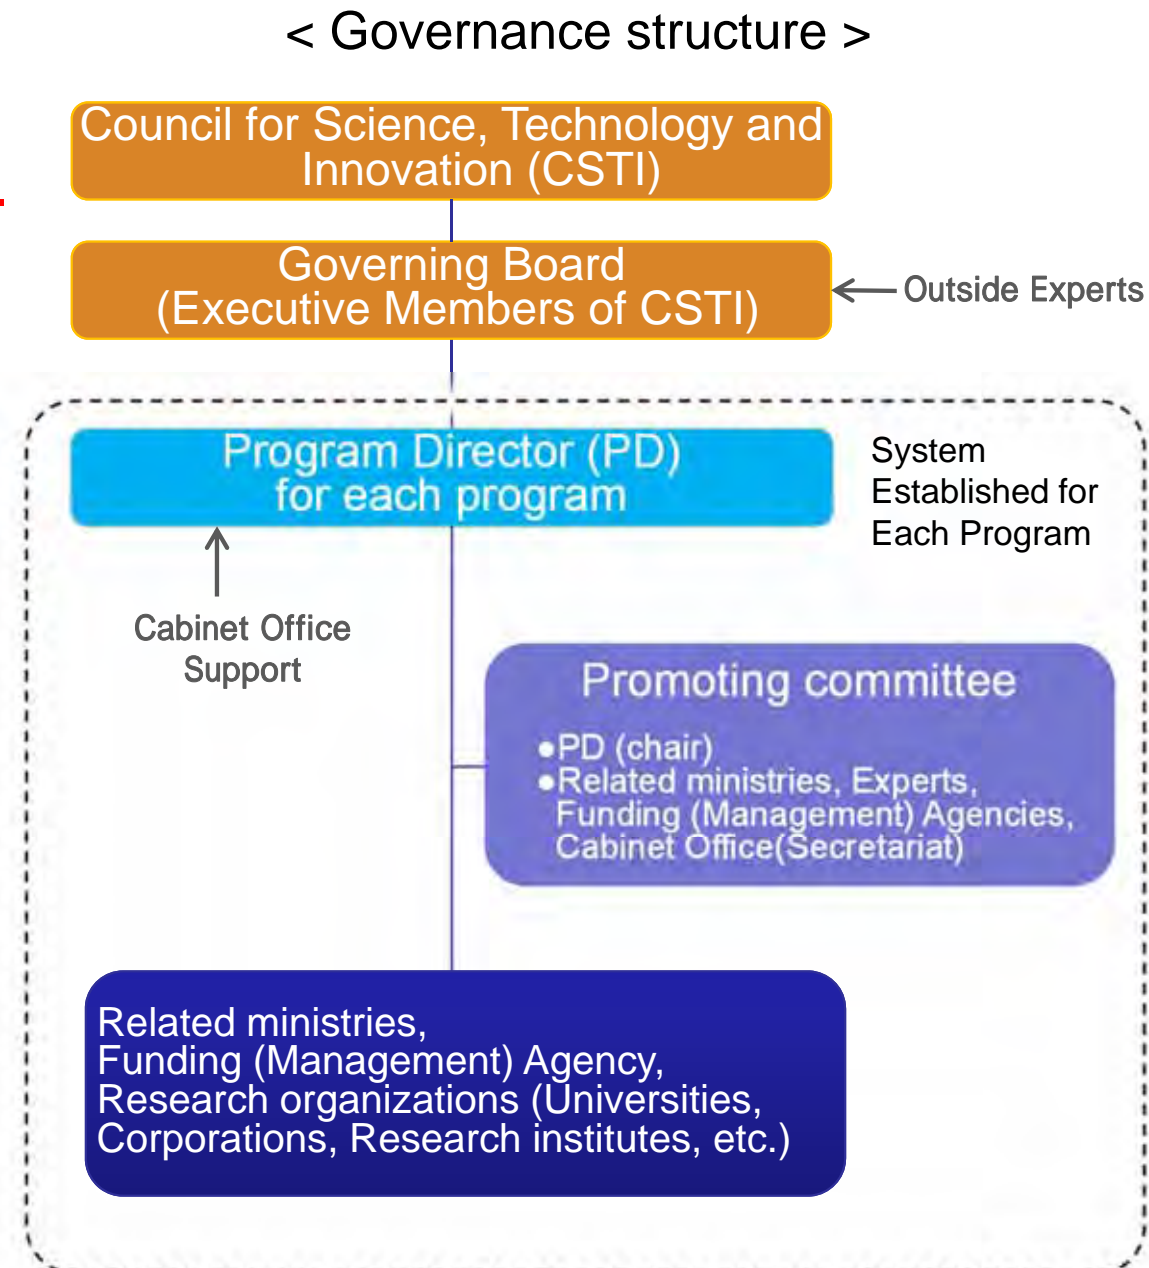 < Governance structure >
Council for Science, Technology and
Innovation (CSTI)
Governing Board
(Executive Members of CSTI)
Outside Experts
Program Director (PD)
for each program
System
Established for
Each Program
Cabinet Office
Support
Promoting committee
●PD (chair)
●Related ministries, Experts,
Funding (Management) Agencies,
Cabinet Office(Secretariat)
Related ministries,
Funding (Management) Agency,
Research organizations (Universities,
Corporations, Research institutes, etc.)